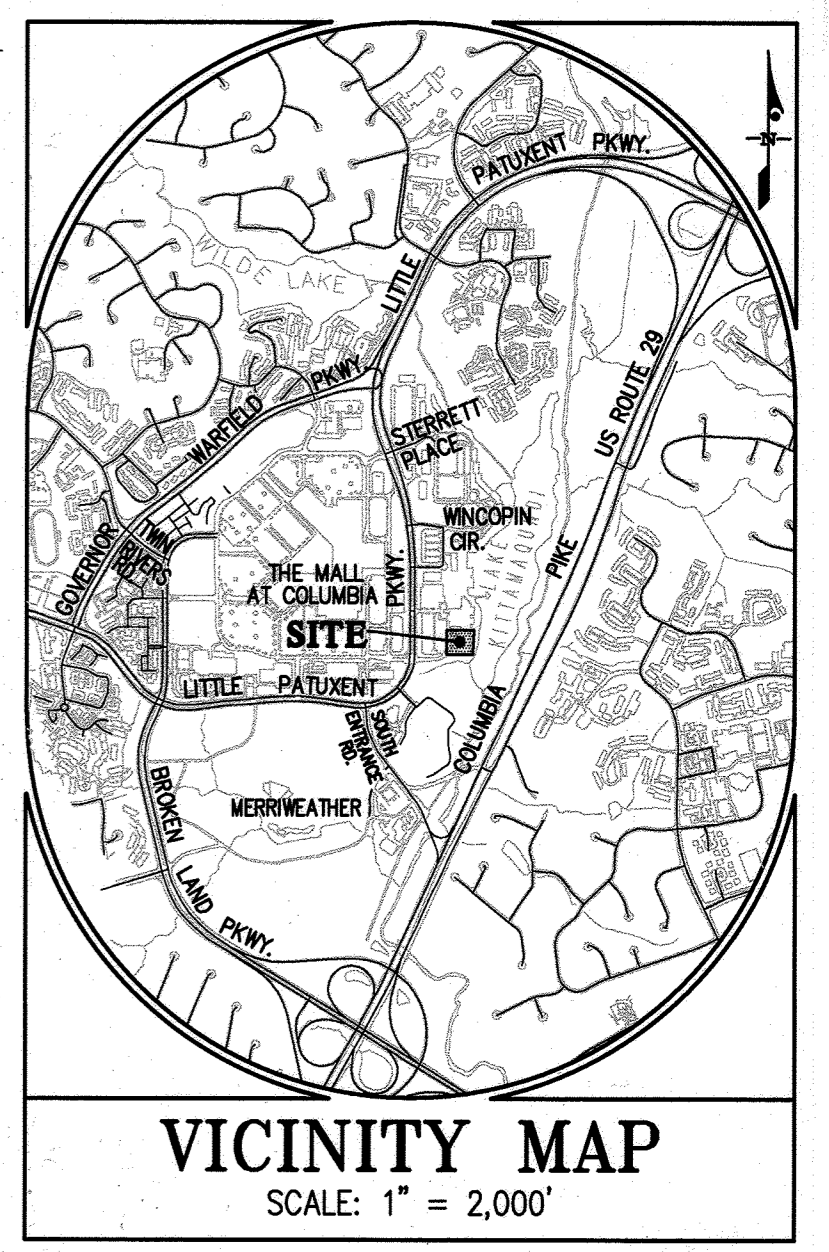 PATUXENT PKWY.
N
WILDE LAKE
LITTLE
US ROUTE 29
PKWY.
WARFIELD
STERRETT
PLACE
WINCOPIN
CIR.
GOVERNOR
TWIN
RIVERS
RD.
THE MALL
AT COLUMBIA
PKWY.
LAKE
KITTAMAQUNDI
PIKE
SITE
LITTLE PATUXENT
SOUTH
ENTRANCE
RD.
COLUMBIA
BROKEN
MERRIWEATHER
LAND
PKWY.
VICINITY MAP
SCALE: 1" = 2,000'